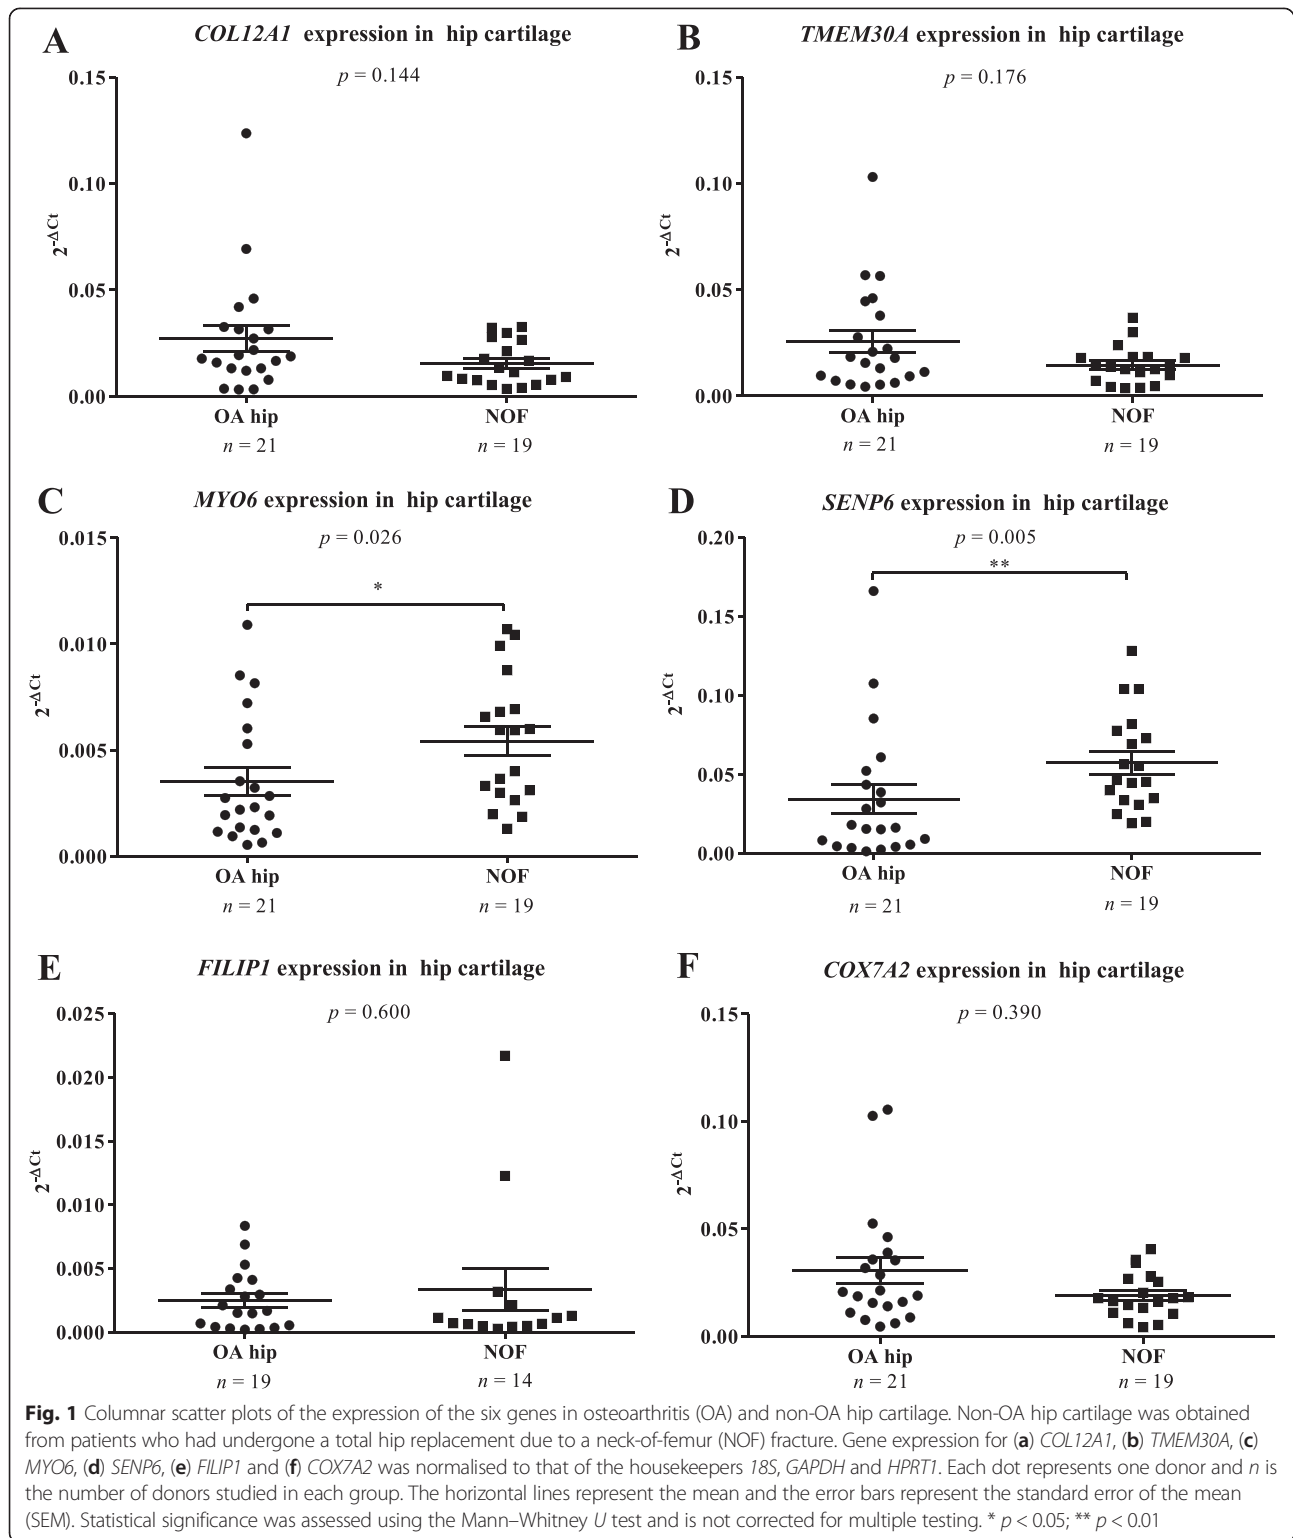 A
COL12A1 expression in hip cartilage
p = 0.144
0.15
0.10
0.05
0.00
2^-ΔCt
OA hip
NOF
n = 21
n = 19
B
TMEM30A expression in hip cartilage
p = 0.176
0.15
0.10
0.05
0.00
2^-ΔCt
OA hip
NOF
n = 21
n = 19
C
MYO6 expression in hip cartilage
p = 0.026
*
0.015
0.010
0.005
0.000
2^-ΔCt
OA hip
NOF
n = 21
n = 19
D
SENP6 expression in hip cartilage
p = 0.005
**
0.20
0.15
0.10
0.05
0.00
2^-ΔCt
OA hip
NOF
n = 21
n = 19
E
FILIP1 expression in hip cartilage
p = 0.600
0.025
0.020
0.015
0.010
0.005
0.000
2^-ΔCt
OA hip
NOF
n = 19
n = 14
F
COX7A2 expression in hip cartilage
p = 0.390
0.15
0.10
0.05
0.00
2^-ΔCt
OA hip
NOF
n = 21
n = 19
Fig. 1 Columnar scatter plots of the expression of the six genes in osteoarthritis (OA) and non-OA hip cartilage. Non-OA hip cartilage was obtained
from patients who had undergone a total hip replacement due to a neck-of-femur (NOF) fracture. Gene expression for (a) COL12A1, (b) TMEM30A, (c)
MYO6, (d) SENP6, (e) FILIP1 and (f) COX7A2 was normalised to that of the housekeepers 18S, GAPDH and HPRT1. Each dot represents one donor and n is
the number of donors studied in each group. The horizontal lines represent the mean and the error bars represent the standard error of the mean
(SEM). Statistical significance was assessed using the Mann–Whitney U test and is not corrected for multiple testing. * p < 0.05; ** p < 0.01